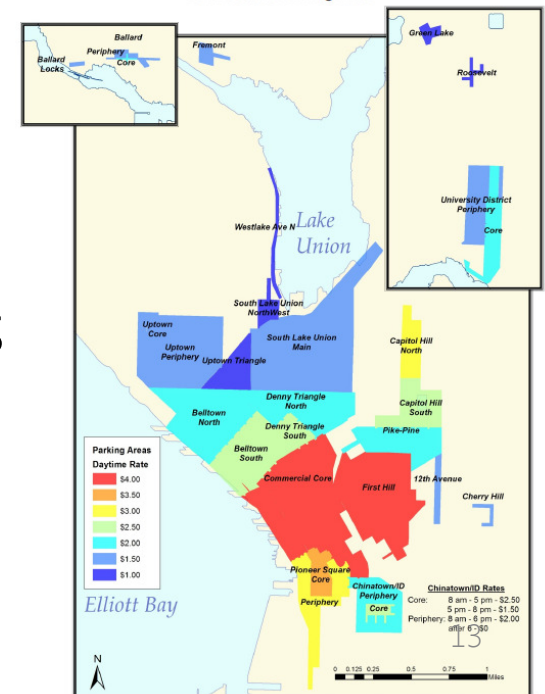 Ballard
Periphery
Core
Ballard
Locks
Fremont
Green Lake
Roosevelt
University District
Periphery
Core
Westlake Ave N
Lake
Union
South Lake Union
NorthWest
Uptown
Core
Uptown
Periphery
Uptown Triangle
South Lake Union
Main
Capitol Hill
North
Capitol Hill
South
Denny Triangle
North
Belltown
North
Denny Triangle
South
Pike-Pine
Belltown
South
Commercial Core
First Hill
12th Avenue
Cherry Hill
Parking Areas
Daytime Rate
$4.00
$3.50
$3.00
$2.50
$2.00
$1.50
$1.00
Pioneer Square
Core
Periphery
Chinatown/ID
Periphery
Core
Elliott Bay
Chinatown/ID Rates
Core: 8 am - 5 pm - $2.50
5 pm - 8 pm - $1.50
Periphery: 8 am - 6 pm - $2.00
after 6 - $0
13
N
0 0.125 0.25 0.5 0.75 1
Miles